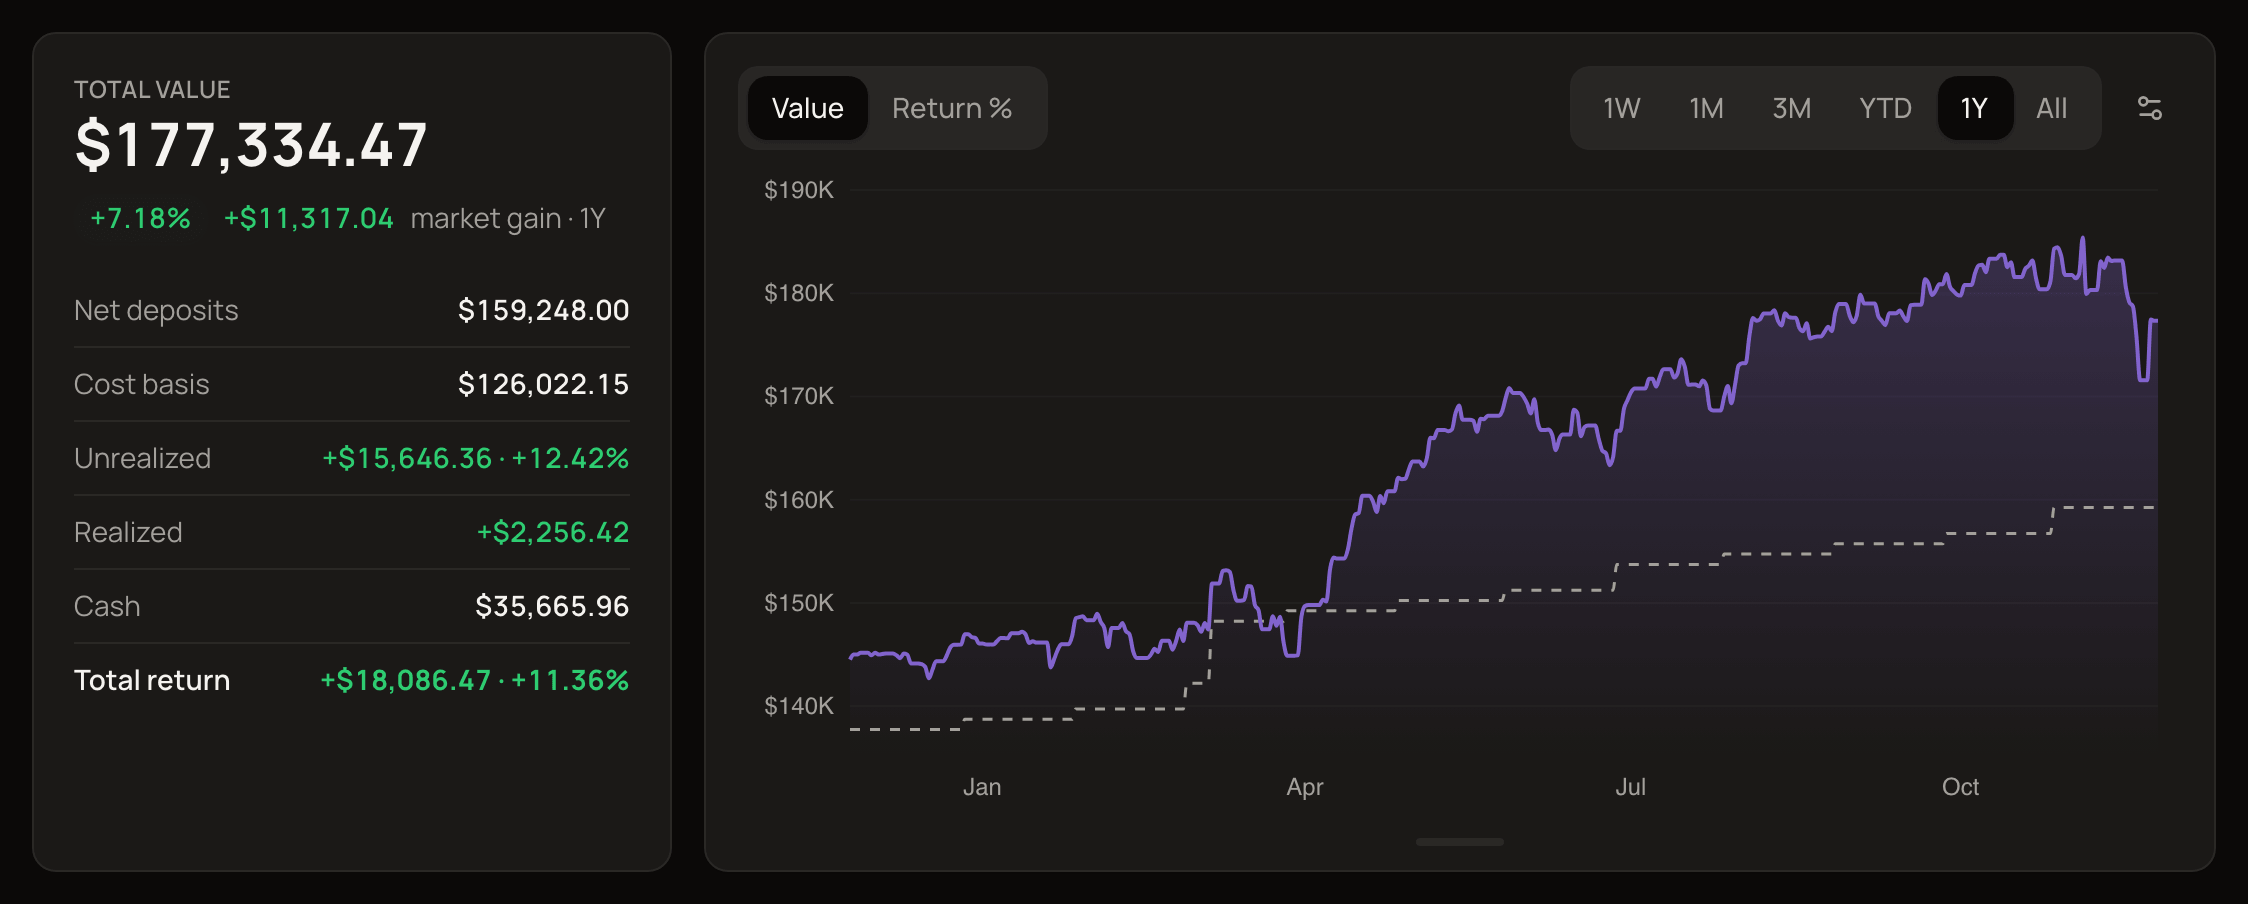 TOTAL VALUE
$177,334.47
+7.18% +$11,317.04 market gain · 1Y
Net deposits $159,248.00
Cost basis $126,022.15
Unrealized +$15,646.36 · +12.42%
Realized +$2,256.42
Cash $35,665.96
Total return +$18,086.47 · +11.36%
Value Return % 1W 1M 3M YTD 1Y All
$190K
$180K
$170K
$160K
$150K
$140K
Jan Apr Jul Oct